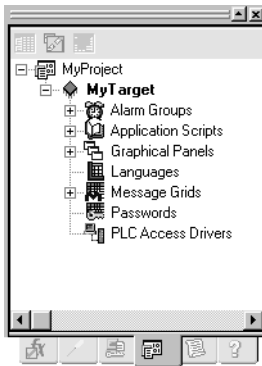 MyProject
MyTarget
Alarm Groups
Application Scripts
Graphical Panels
Languages
Message Grids
Passwords
PLC Access Drivers